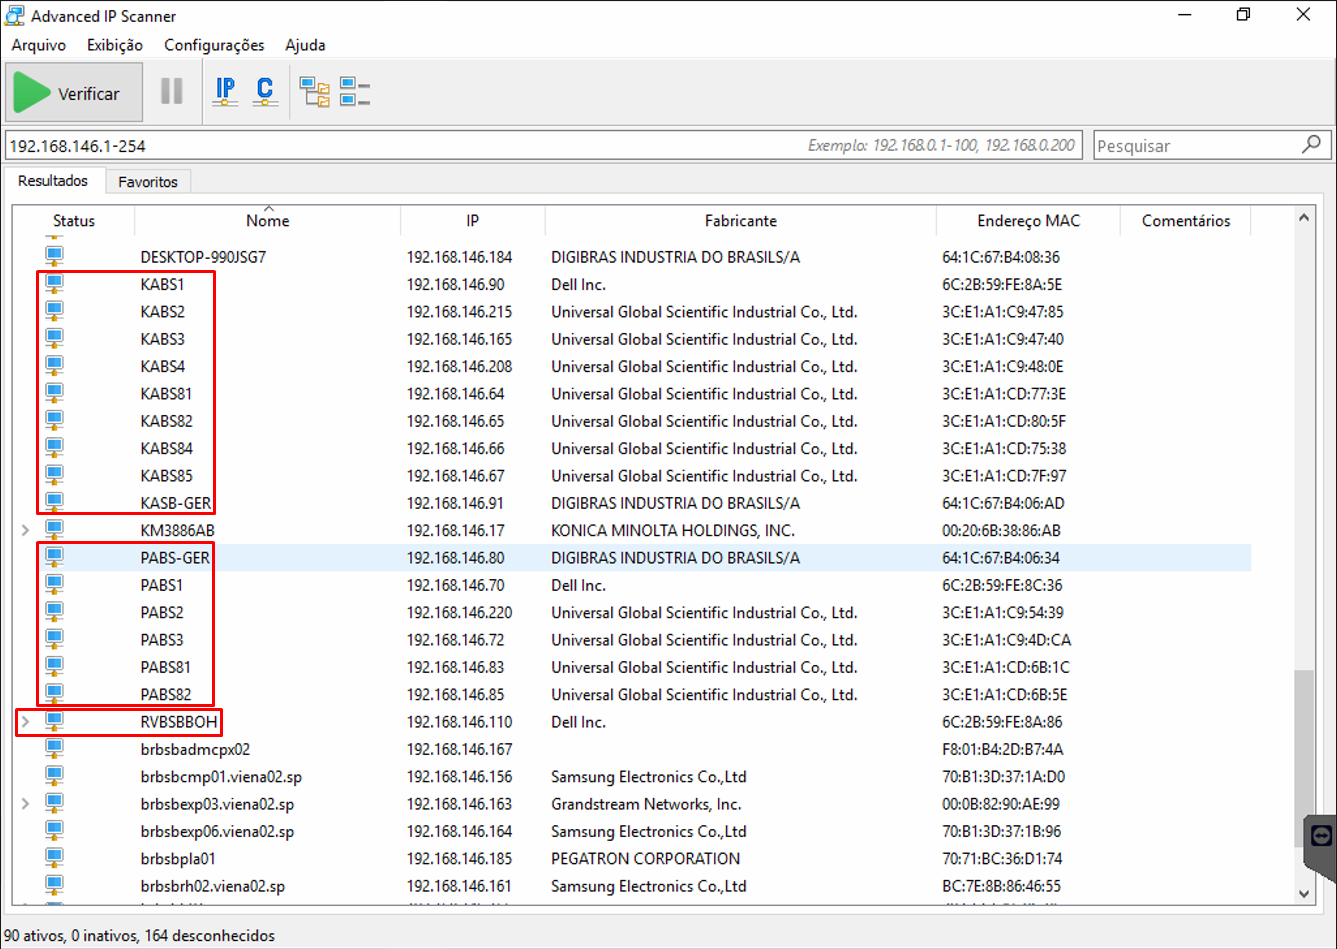 Advanced IP Scanner
Arquivo Exibição Configurações Ajuda
Verificar IP C
192.168.146.1-254 Exemplo: 192.168.0.1-100, 192.168.0.200 Pesquisar
Resultados Favoritos
Status Nome IP Fabricante Endereço MAC Comentários
DESKTOP-990JSG7 192.168.146.184 DIGIBRAS INDUSTRIA DO BRASILS/A 64:1C:67:B4:08:36
KABS1 192.168.146.90 Dell Inc. 6C:2B:59:FE:8A:5E
KABS2 192.168.146.215 Universal Global Scientific Industrial Co., Ltd. 3C:E1:A1:C9:47:85
KABS3 192.168.146.165 Universal Global Scientific Industrial Co., Ltd. 3C:E1:A1:C9:47:40
KABS4 192.168.146.208 Universal Global Scientific Industrial Co., Ltd. 3C:E1:A1:C9:48:0E
KABS81 192.168.146.64 Universal Global Scientific Industrial Co., Ltd. 3C:E1:A1:CD:77:3E
KABS82 192.168.146.65 Universal Global Scientific Industrial Co., Ltd. 3C:E1:A1:CD:80:5F
KABS84 192.168.146.66 Universal Global Scientific Industrial Co., Ltd. 3C:E1:A1:CD:75:38
KABS85 192.168.146.67 Universal Global Scientific Industrial Co., Ltd. 3C:E1:A1:CD:7F:97
KASB-GER 192.168.146.91 DIGIBRAS INDUSTRIA DO BRASILS/A 64:1C:67:B4:06:AD
KM3886AB 192.168.146.17 KONICA MINOLTA HOLDINGS, INC. 00:20:6B:38:86:AB
PABS-GER 192.168.146.80 DIGIBRAS INDUSTRIA DO BRASILS/A 64:1C:67:B4:06:34
PABS1 192.168.146.70 Dell Inc. 6C:2B:59:FE:8C:36
PABS2 192.168.146.220 Universal Global Scientific Industrial Co., Ltd. 3C:E1:A1:C9:54:39
PABS3 192.168.146.72 Universal Global Scientific Industrial Co., Ltd. 3C:E1:A1:C9:4D:CA
PABS81 192.168.146.83 Universal Global Scientific Industrial Co., Ltd. 3C:E1:A1:CD:6B:1C
PABS82 192.168.146.85 Universal Global Scientific Industrial Co., Ltd. 3C:E1:A1:CD:6B:5E
RVBSBBOH 192.168.146.110 Dell Inc. 6C:2B:59:FE:8A:86
brbsbadmcpx02 192.168.146.167 F8:01:B4:2D:B7:4A
brbsbcmp01.viena02.sp 192.168.146.156 Samsung Electronics Co.,Ltd 70:B1:3D:37:1A:D0
brbsbexp03.viena02.sp 192.168.146.163 Grandstream Networks, Inc. 00:0B:82:90:AE:99
brbsbexp06.viena02.sp 192.168.146.164 Samsung Electronics Co.,Ltd 70:B1:3D:37:1B:96
brbsbpla01 192.168.146.185 PEGATRON CORPORATION 70:71:BC:36:D1:74
brbsbrh02.viena02.sp 192.168.146.161 Samsung Electronics Co.,Ltd BC:7E:8B:86:46:55
90 ativos, 0 inativos, 164 desconhecidos